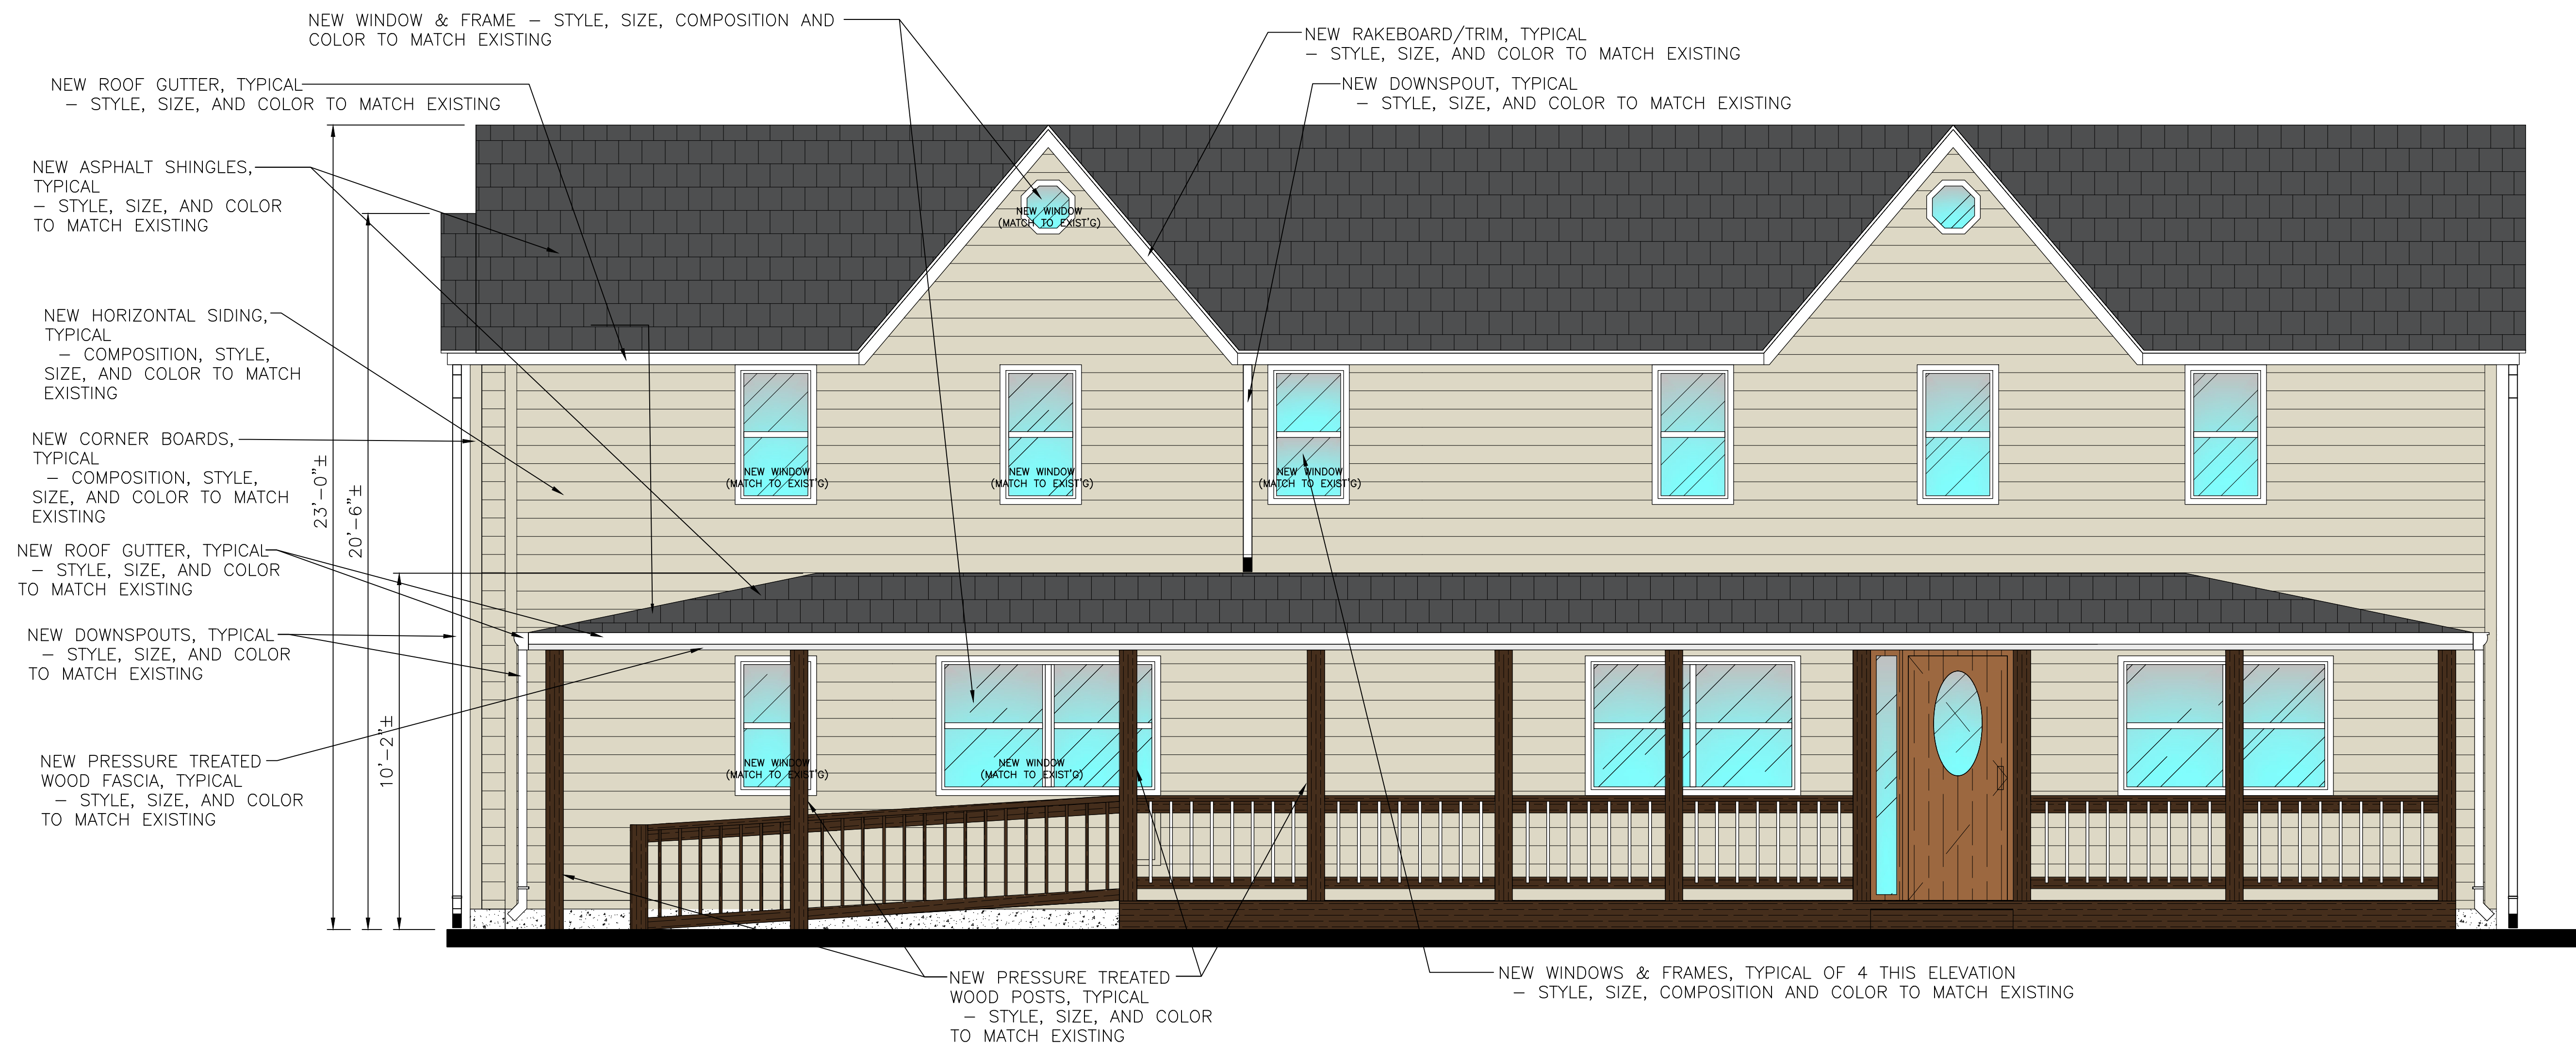 NEW WINDOW & FRAME – STYLE, SIZE, COMPOSITION AND
COLOR TO MATCH EXISTING
NEW RAKEBOARD/TRIM, TYPICAL
– STYLE, SIZE, AND COLOR TO MATCH EXISTING
NEW ROOF GUTTER, TYPICAL
– STYLE, SIZE, AND COLOR TO MATCH EXISTING
NEW DOWNSPOUT, TYPICAL
– STYLE, SIZE, AND COLOR TO MATCH EXISTING
NEW ASPHALT SHINGLES,
TYPICAL
– STYLE, SIZE, AND COLOR
TO MATCH EXISTING
NEW WINDOW
(MATCH TO EXIST'G)
NEW HORIZONTAL SIDING,
TYPICAL
– COMPOSITION, STYLE,
SIZE, AND COLOR TO MATCH
EXISTING
NEW CORNER BOARDS,
TYPICAL
– COMPOSITION, STYLE,
SIZE, AND COLOR TO MATCH
EXISTING
23'-0"±
20'-6"±
10'-2"±
NEW WINDOW
(MATCH TO EXIST'G)
NEW WINDOW
(MATCH TO EXIST'G)
NEW WINDOW
(MATCH TO EXIST'G)
NEW ROOF GUTTER, TYPICAL
– STYLE, SIZE, AND COLOR
TO MATCH EXISTING
NEW DOWNSPOUTS, TYPICAL
– STYLE, SIZE, AND COLOR
TO MATCH EXISTING
NEW PRESSURE TREATED
WOOD FASCIA, TYPICAL
– STYLE, SIZE, AND COLOR
TO MATCH EXISTING
NEW WINDOW
(MATCH TO EXIST'G)
NEW WINDOW
(MATCH TO EXIST'G)
NEW PRESSURE TREATED
WOOD POSTS, TYPICAL
– STYLE, SIZE, AND COLOR
TO MATCH EXISTING
NEW WINDOWS & FRAMES, TYPICAL OF 4 THIS ELEVATION
– STYLE, SIZE, COMPOSITION AND COLOR TO MATCH EXISTING